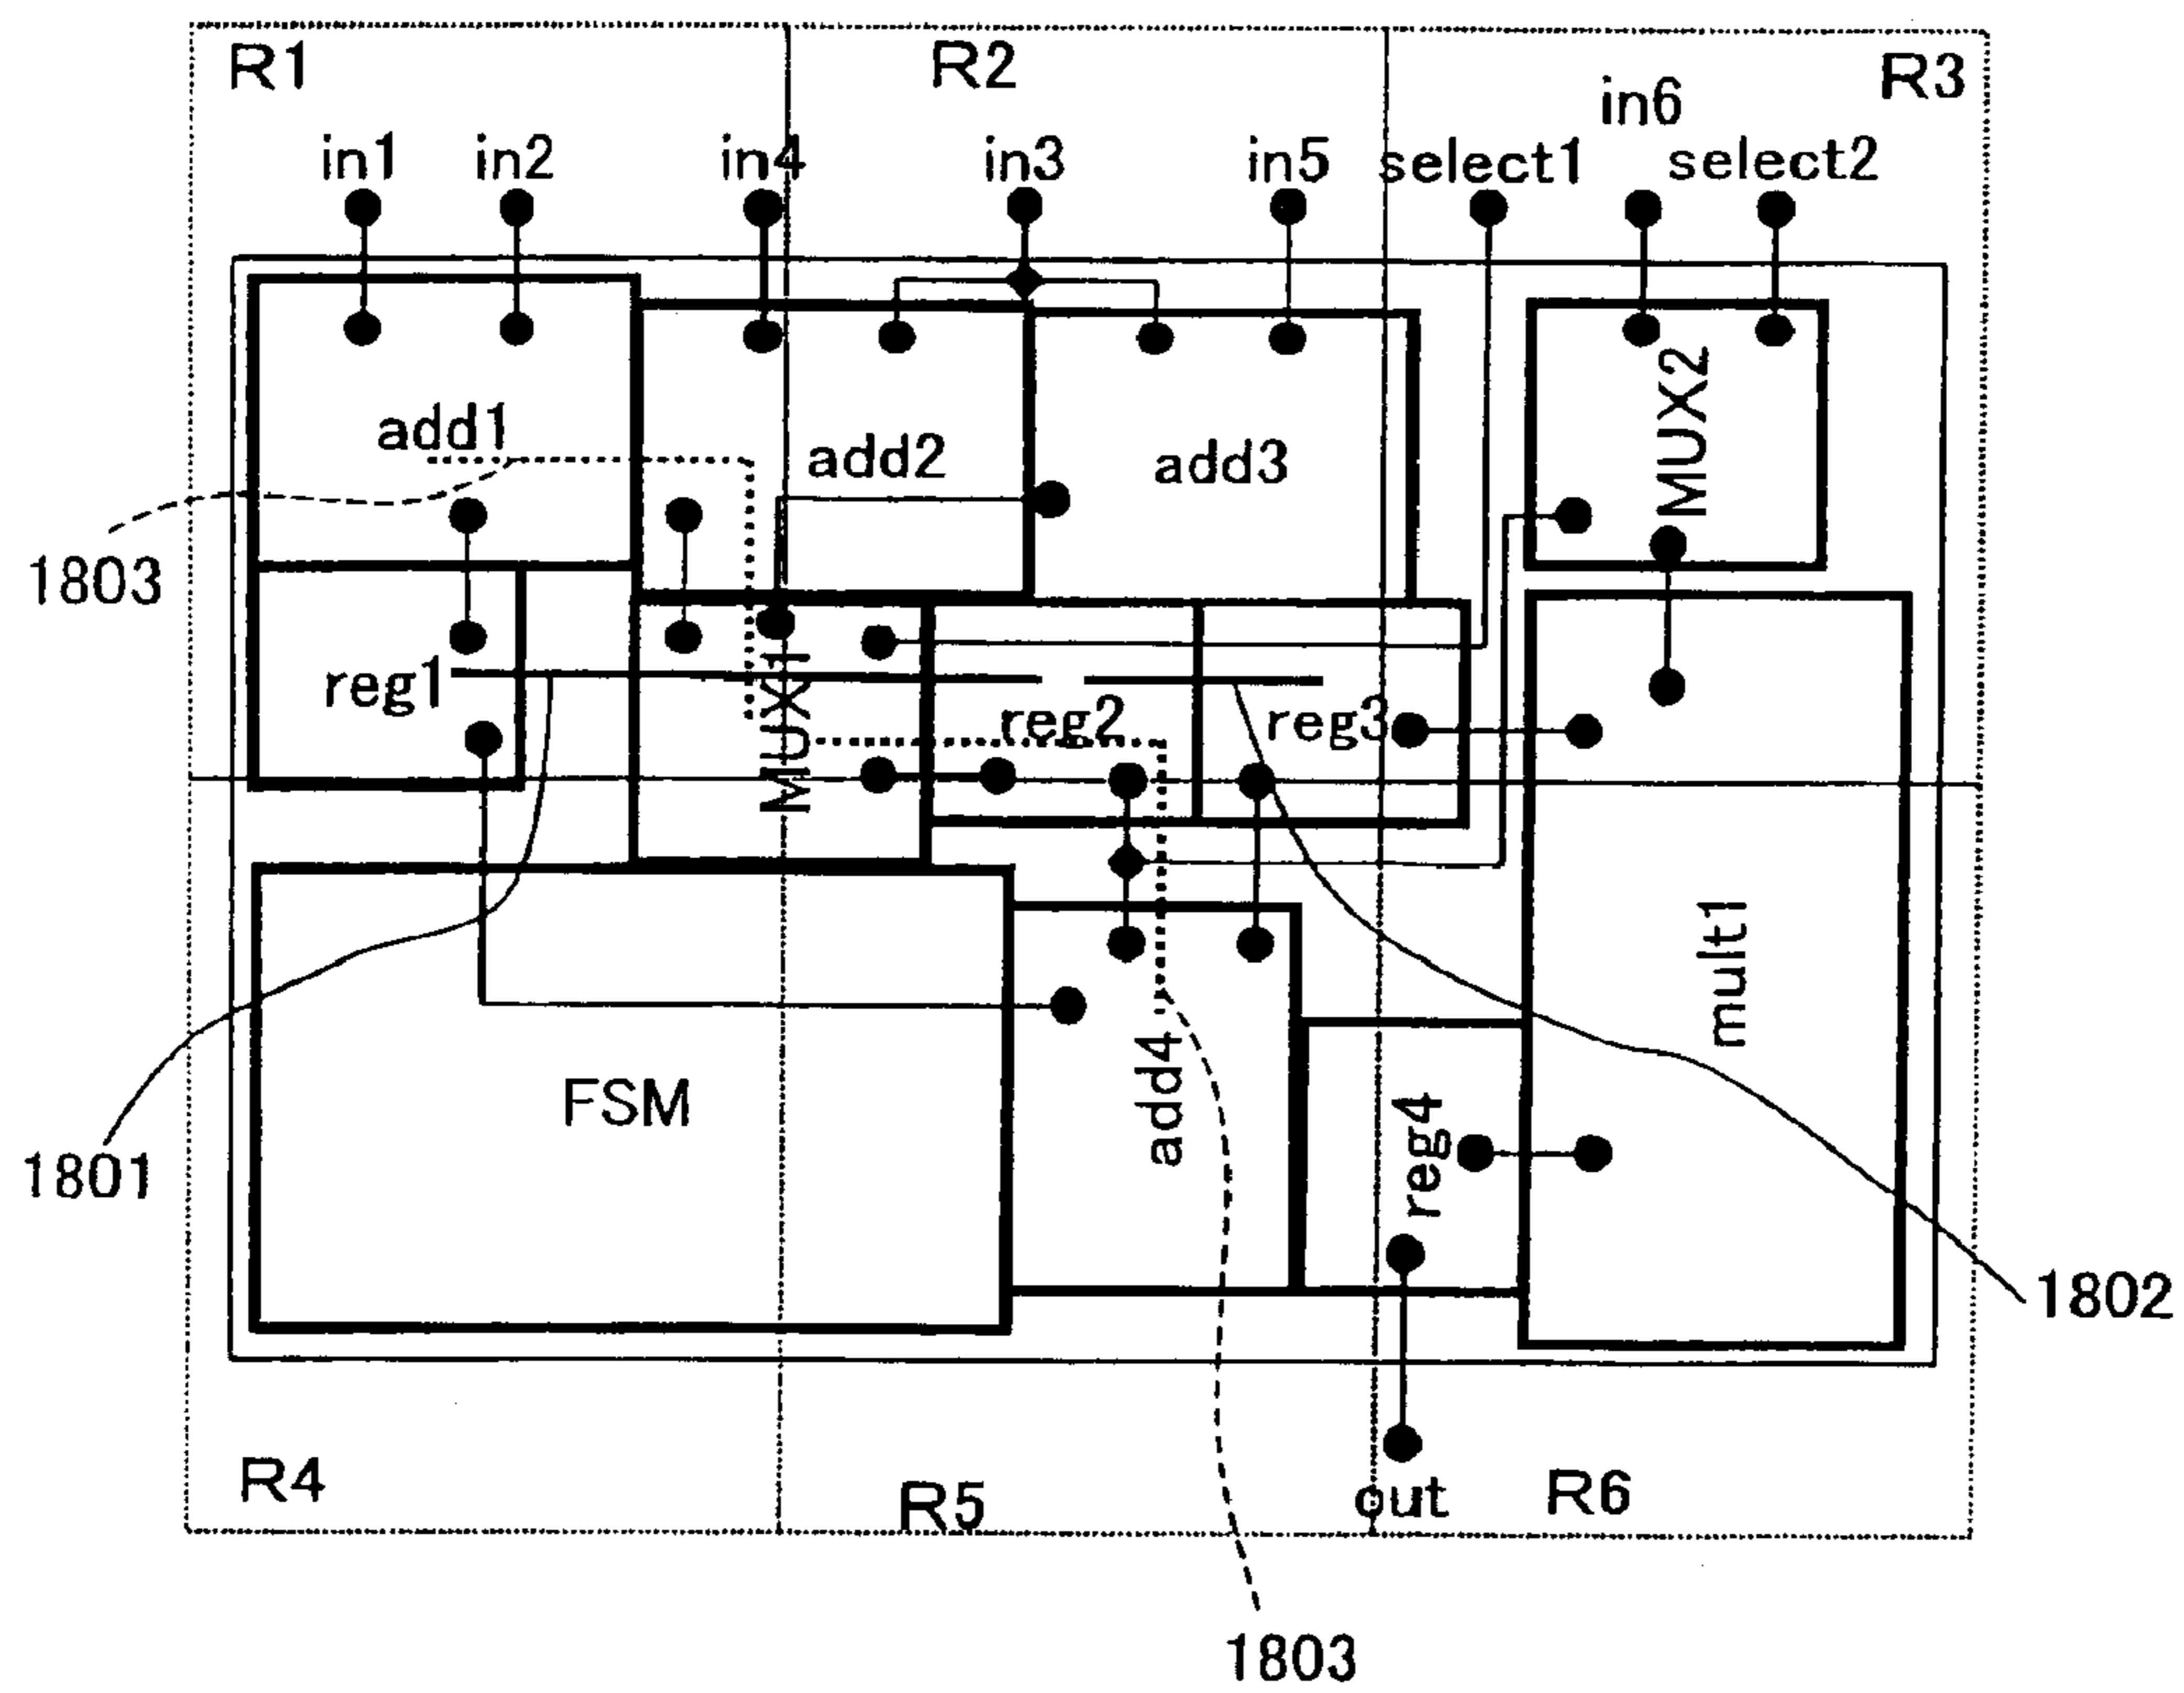 R1
R2
R3
in6
in1
in2
in4
in3
in5
select1
select2
add1
add2
add3
MUX2
1803
reg1
MUX1
reg2
reg3
mult1
FSM
add4
reg4
1801
1802
R4
R5
out
R6
1803